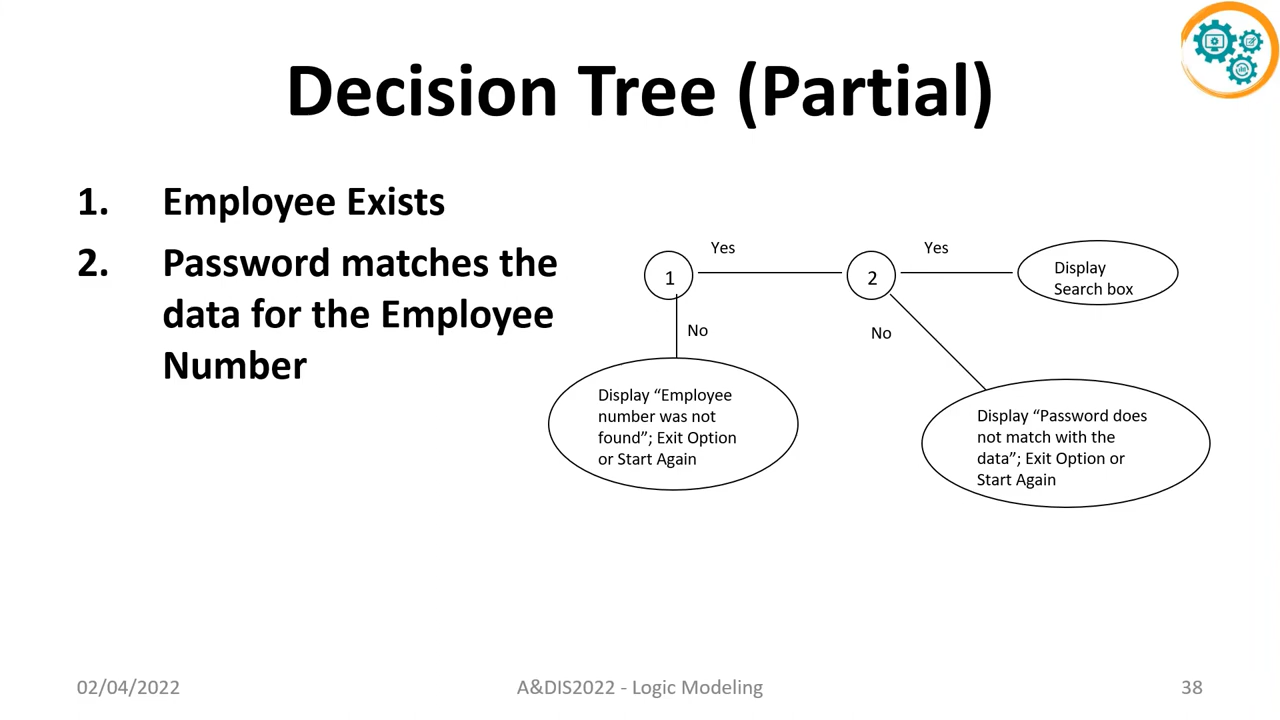 Decision Tree (Partial)
1. Employee Exists
2. Password matches the
data for the Employee
Number
Yes
Yes
1
2
Display
Search box
No
No
Display “Employee
number was not
found”; Exit Option
or Start Again
Display “Password does
not match with the
data”; Exit Option or
Start Again
02/04/2022
A&DIS2022 - Logic Modeling
38